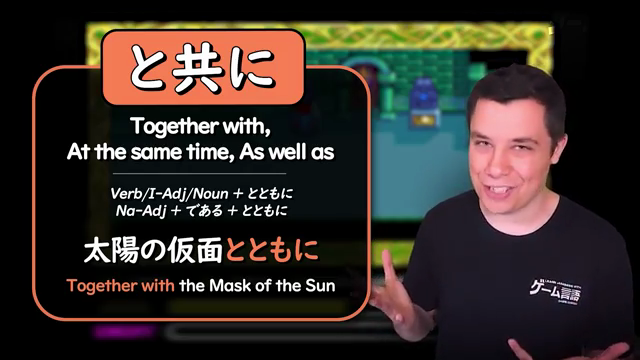 と共に
Together with,
At the same time, As well as
Verb/I-Adj/Noun + とともに
Na-Adj + である + とともに
太陽の仮面とともに
Together with the Mask of the Sun
ゲーム言語